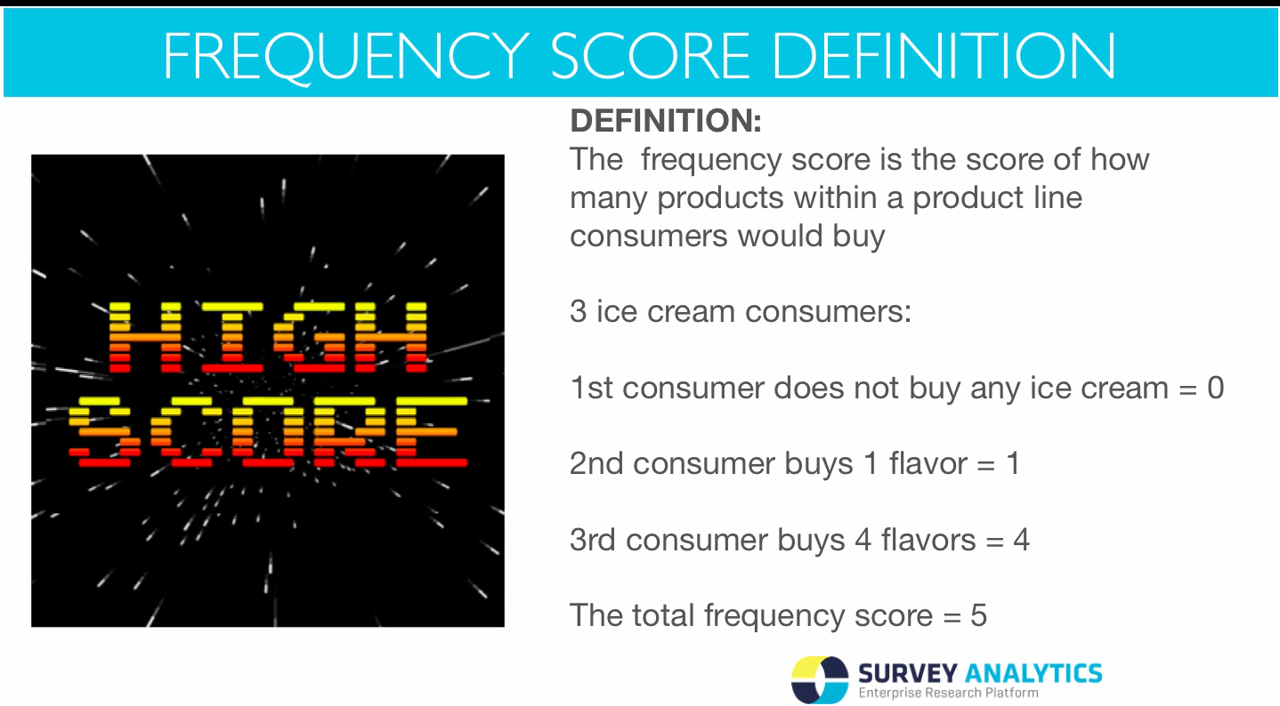 FREQUENCY SCORE DEFINITION
HIGH
SCORE
DEFINITION:
The  frequency score is the score of how
many products within a product line
consumers would buy
3 ice cream consumers:
1st consumer does not buy any ice cream = 0
2nd consumer buys 1 flavor = 1
3rd consumer buys 4 flavors = 4
The total frequency score = 5
SURVEY ANALYTICS
Enterprise Research Platform